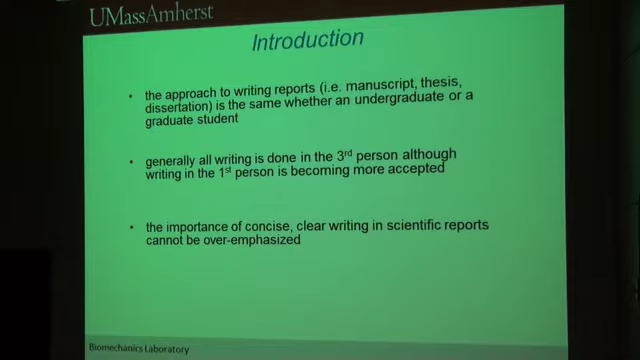 UMassAmherst
Introduction
• the approach to writing reports (i.e. manuscript, thesis,
dissertation) is the same whether an undergraduate or a
graduate student
• generally all writing is done in the 3rd person although
writing in the 1st person is becoming more accepted
• the importance of concise, clear writing in scientific reports
cannot be over-emphasized
Biomechanics Laboratory